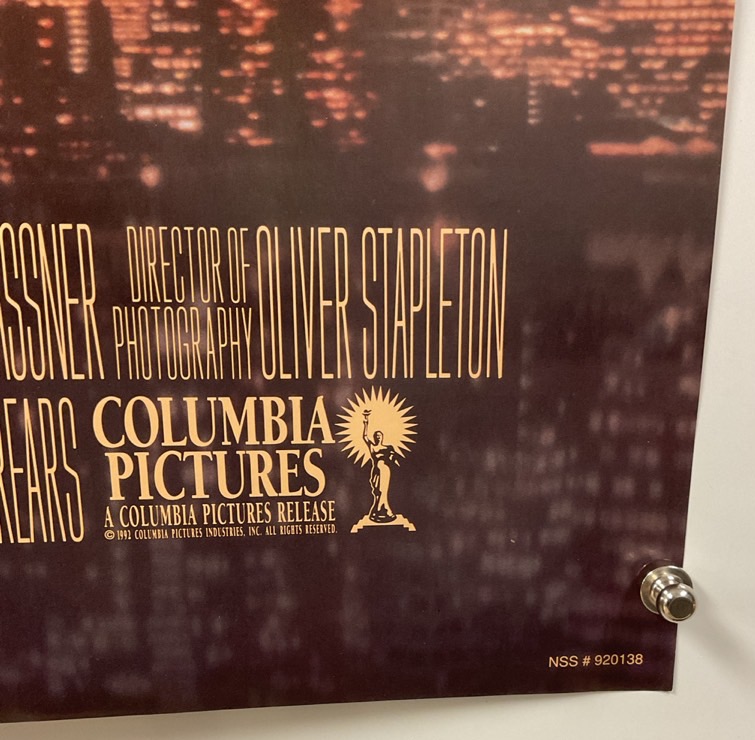 SSNER DIRECTOR OF PHOTOGRAPHY OLIVER STAPLETON
REARS COLUMBIA
PICTURES
A COLUMBIA PICTURES RELEASE
© 1992 COLUMBIA PICTURES INDUSTRIES, INC. ALL RIGHTS RESERVED.
NSS # 920138